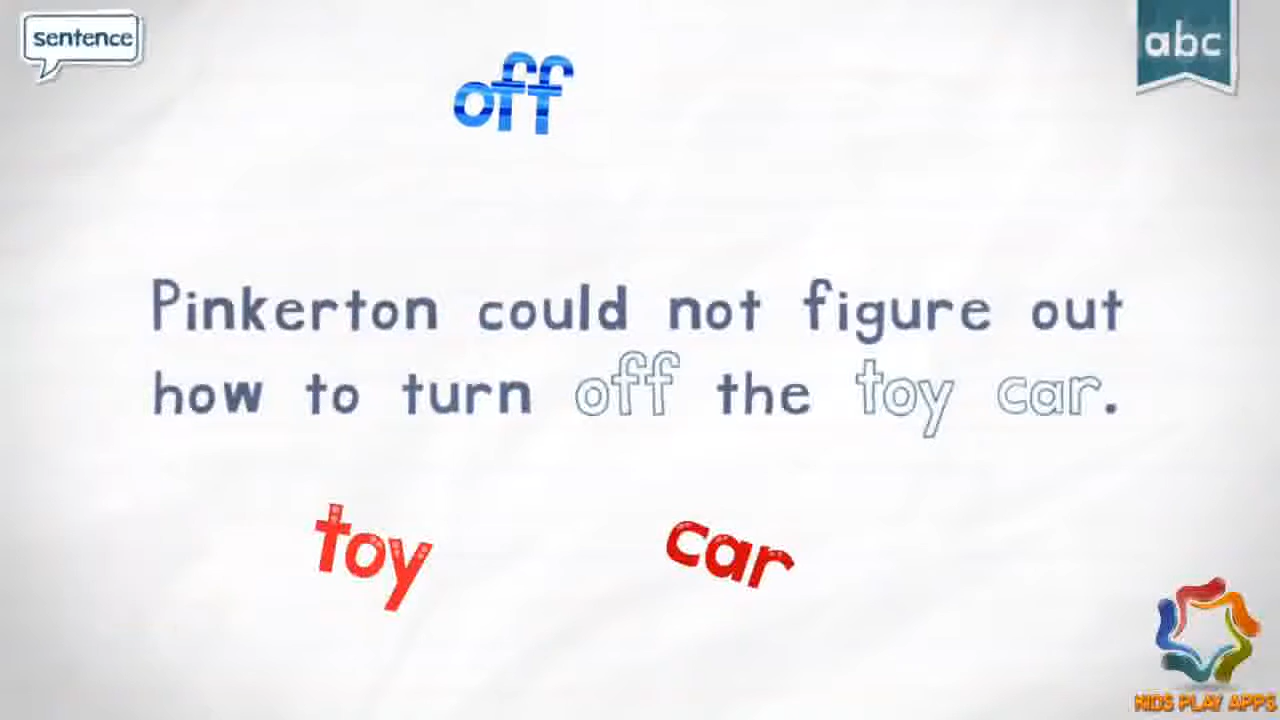 sentence
abc
off
Pinkerton could not figure out
how to turn off the toy car.
toy
car
KIDS PLAY APPS